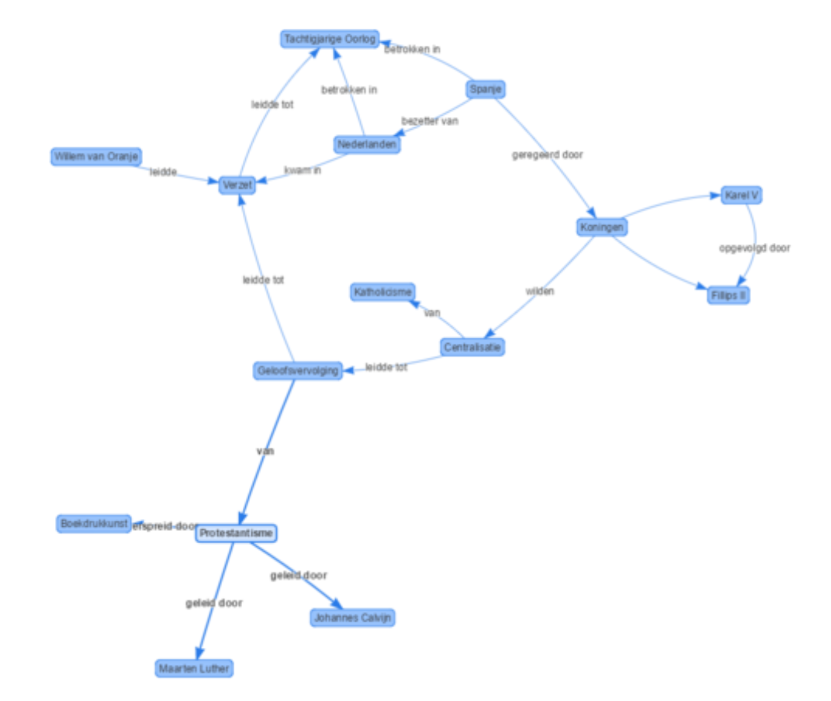 Tachtigjarige Oorlog
betrokken in
Spanje
betrokken in
leidde tot
bezetter van
Nederlanden
geregeerd door
Willem van Oranje
leidde
kwam in
Verzet
Karel V
Koningen
opgevolgd door
leidde tot
Katholicisme
wilden
Fillips II
van
Centralisatie
Geloofsvervolging
leidde tot
van
Boekdrukkunst
erspreid door
Protestantisme
geleid door
geleid door
Johannes Calvijn
Maarten Luther